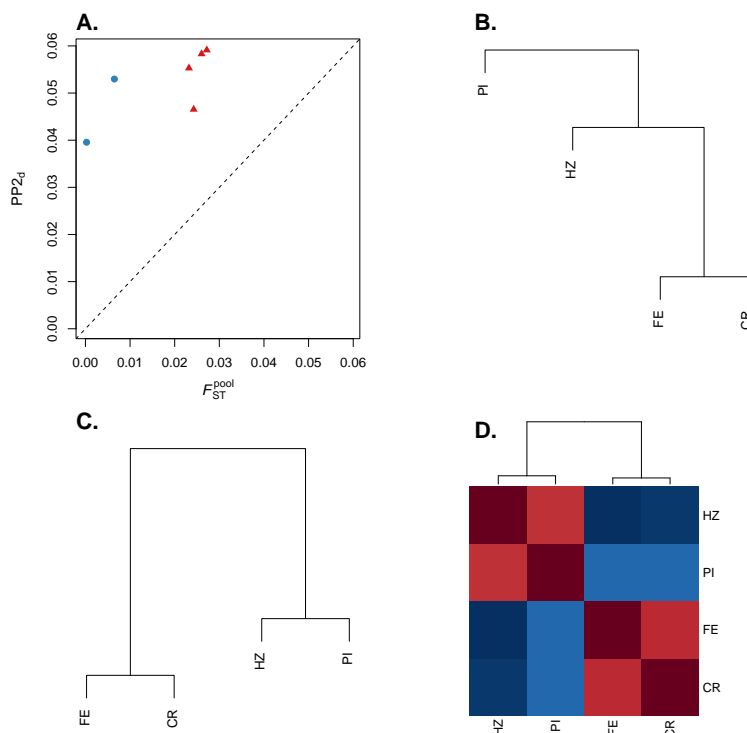 A.
0.06
0.05
0.04
0.03
0.02
0.01
0.00
PP2d
0.00 0.01 0.02 0.03 0.04 0.05 0.06
F_ST^pool
B.
PI
HZ
FE
CR
C.
HZ
PI
FE
CR
D.
HZ
PI
FE
CR
HZ
PI
FE
CR